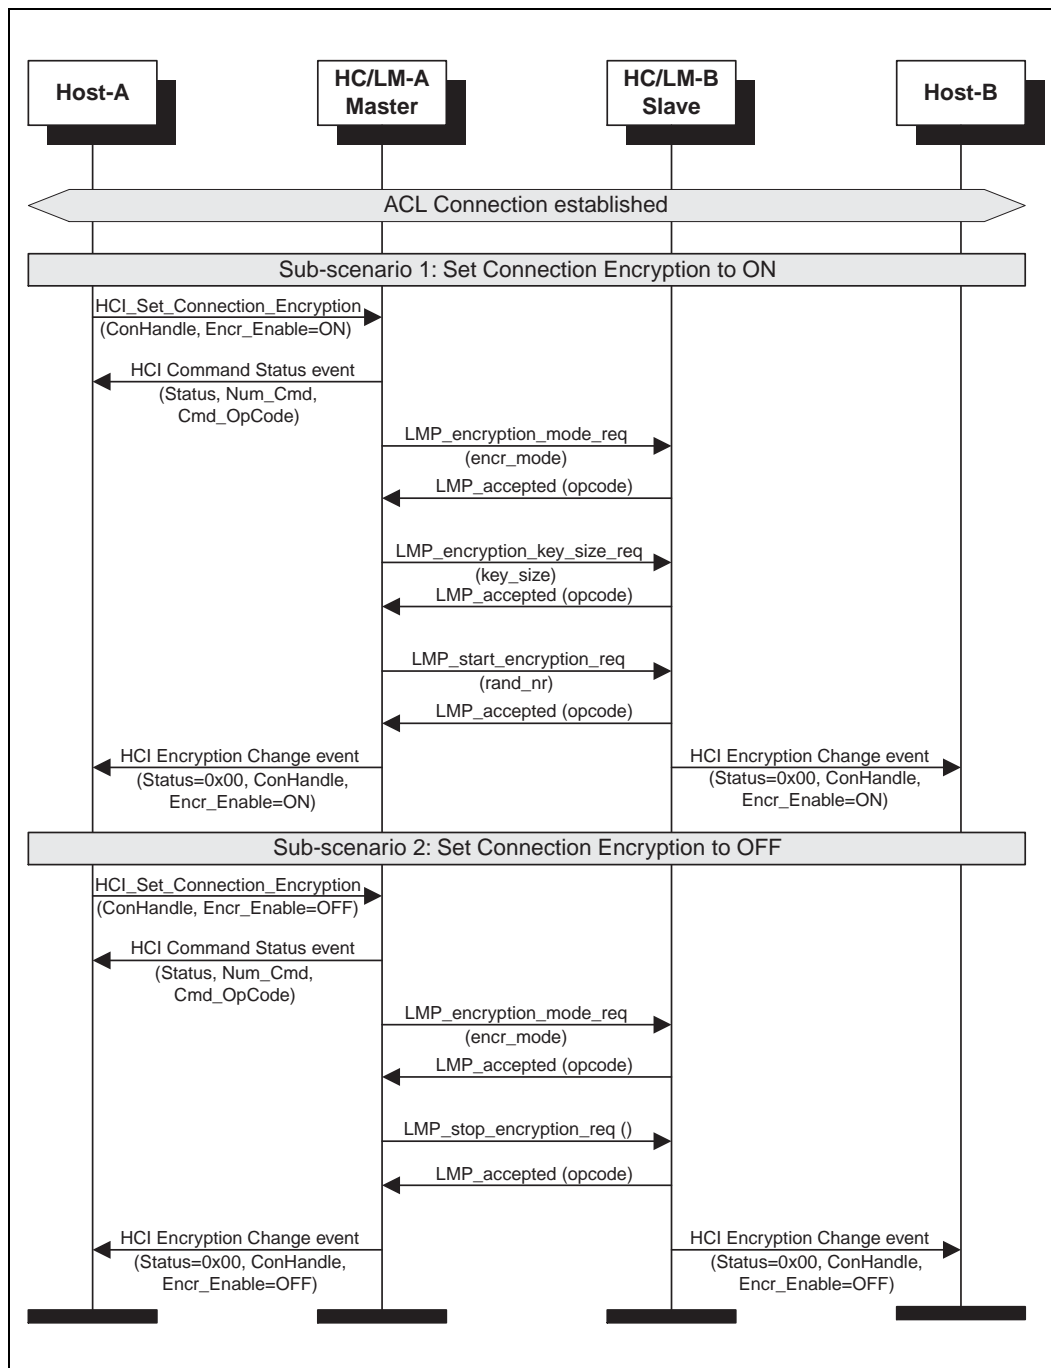 Host-A
HC/LM-A
Master
HC/LM-B
Slave
Host-B
ACL Connection established
Sub-scenario 1: Set Connection Encryption to ON
HCI_Set_Connection_Encryption
(ConHandle, Encr_Enable=ON)
HCI Command Status event
(Status, Num_Cmd,
Cmd_OpCode)
LMP_encryption_mode_req
(encr_mode)
LMP_accepted (opcode)
LMP_encryption_key_size_req
(key_size)
LMP_accepted (opcode)
LMP_start_encryption_req
(rand_nr)
LMP_accepted (opcode)
HCI Encryption Change event
(Status=0x00, ConHandle,
Encr_Enable=ON)
HCI Encryption Change event
(Status=0x00, ConHandle,
Encr_Enable=ON)
Sub-scenario 2: Set Connection Encryption to OFF
HCI_Set_Connection_Encryption
(ConHandle, Encr_Enable=OFF)
HCI Command Status event
(Status, Num_Cmd,
Cmd_OpCode)
LMP_encryption_mode_req
(encr_mode)
LMP_accepted (opcode)
LMP_stop_encryption_req ()
LMP_accepted (opcode)
HCI Encryption Change event
(Status=0x00, ConHandle,
Encr_Enable=OFF)
HCI Encryption Change event
(Status=0x00, ConHandle,
Encr_Enable=OFF)